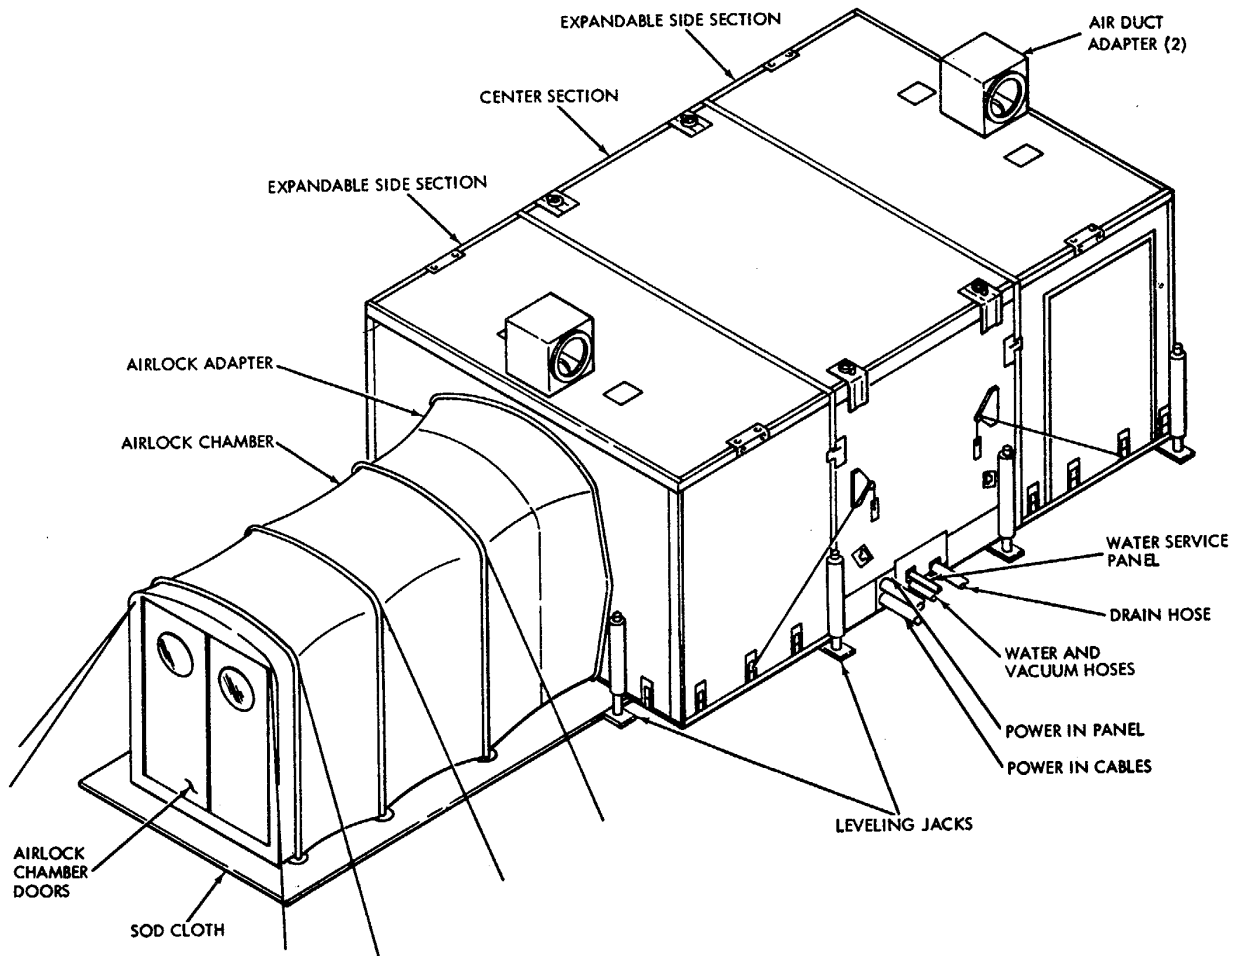 EXPANDABLE SIDE SECTION
AIR DUCT
ADAPTER (2)
CENTER SECTION
EXPANDABLE SIDE SECTION
AIRLOCK ADAPTER
AIRLOCK CHAMBER
WATER SERVICE
PANEL
DRAIN HOSE
WATER AND
VACUUM HOSES
POWER IN PANEL
POWER IN CABLES
LEVELING JACKS
AIRLOCK
CHAMBER
DOORS
SOD CLOTH